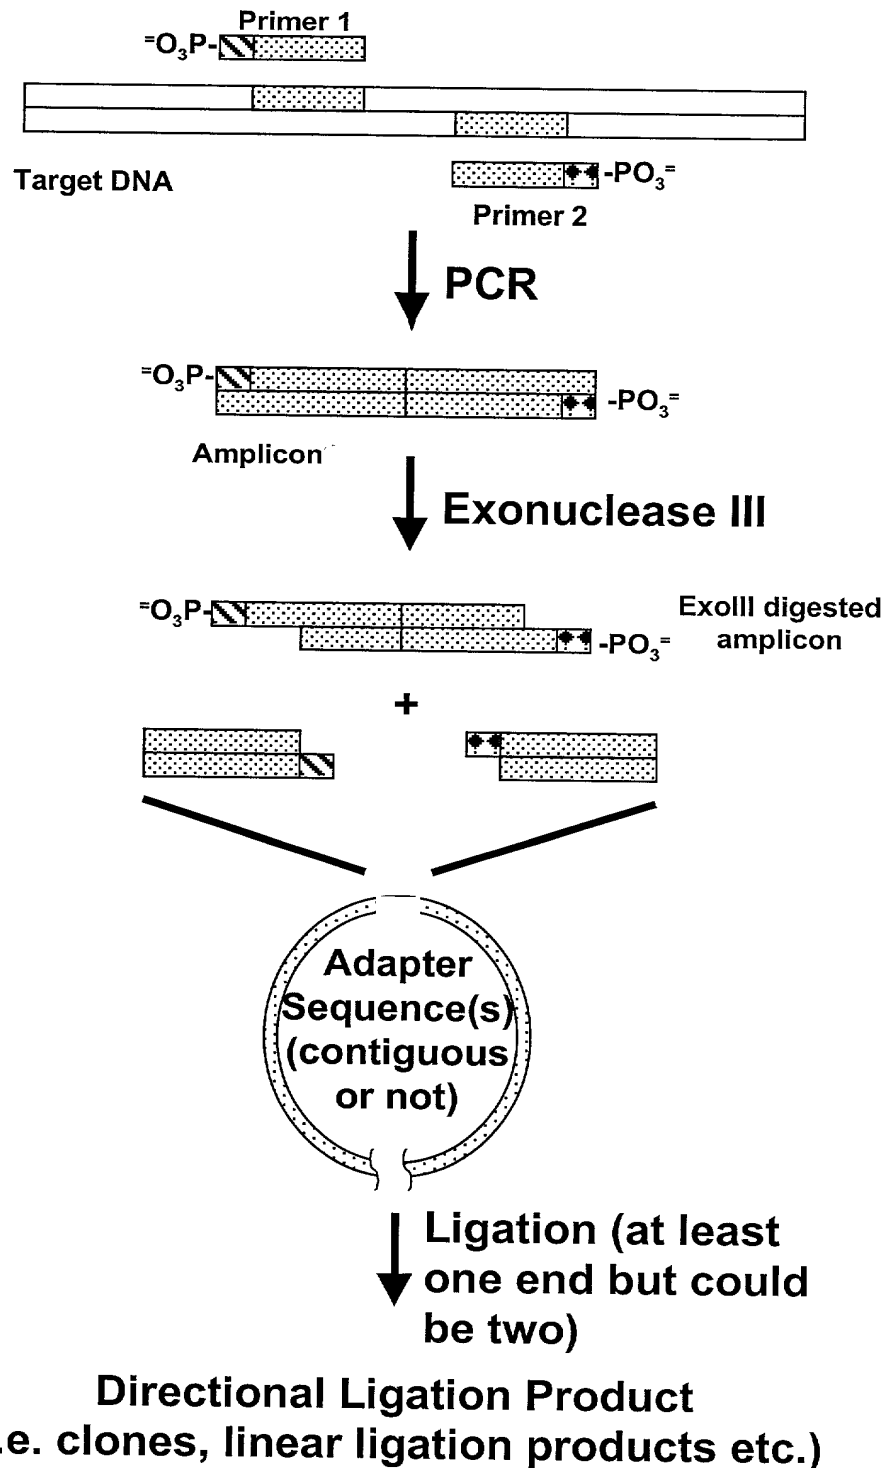 Primer 1
=O3P-
Target DNA
-PO3=
Primer 2
PCR
=O3P-
-PO3=
Amplicon
Exonuclease III
=O3P-
ExoIII digested
amplicon
-PO3=
+
Adapter
Sequence(s)
(contiguous
or not)
Ligation (at least
one end but could
be two)
Directional Ligation Product
.e. clones, linear ligation products etc.)